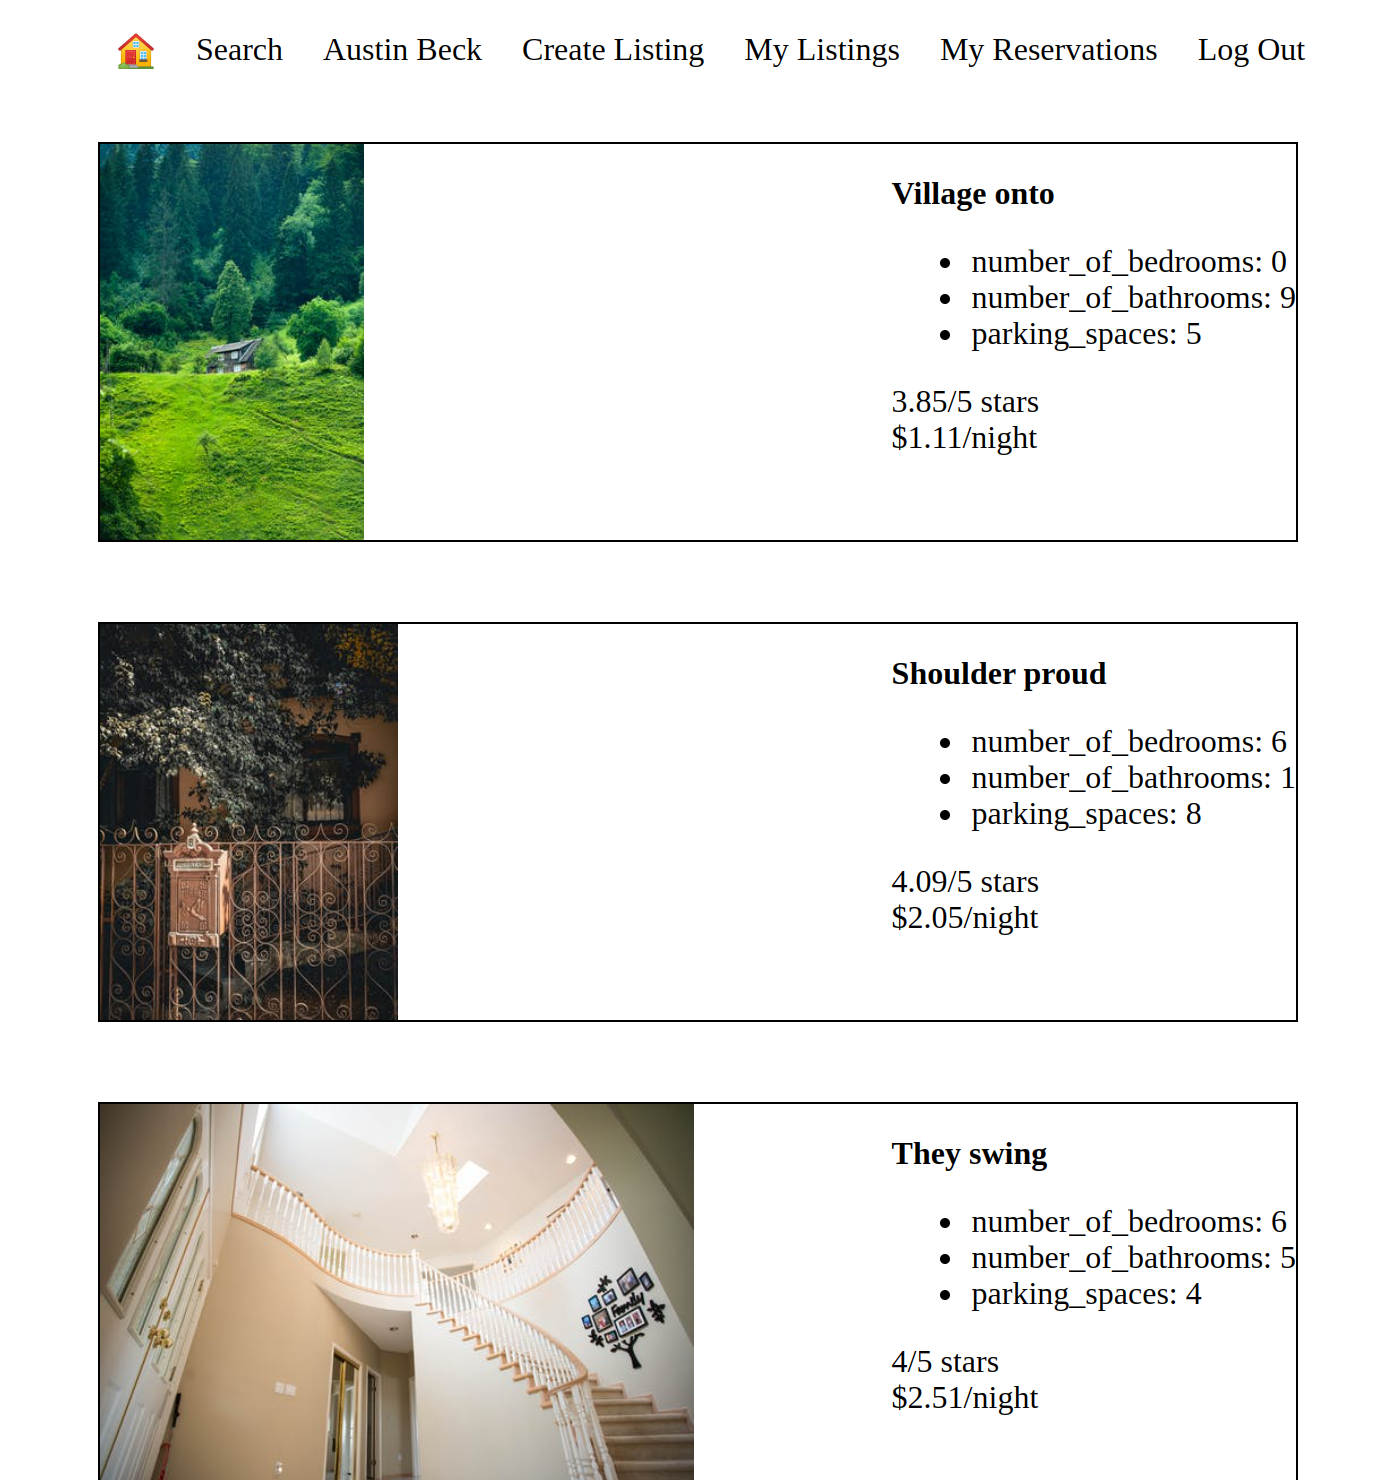 Search Austin Beck Create Listing My Listings My Reservations Log Out
Village onto
number_of_bedrooms: 0
number_of_bathrooms: 9
parking_spaces: 5
3.85/5 stars
$1.11/night
Shoulder proud
number_of_bedrooms: 6
number_of_bathrooms: 1
parking_spaces: 8
4.09/5 stars
$2.05/night
They swing
number_of_bedrooms: 6
number_of_bathrooms: 5
parking_spaces: 4
Family
4/5 stars
$2.51/night